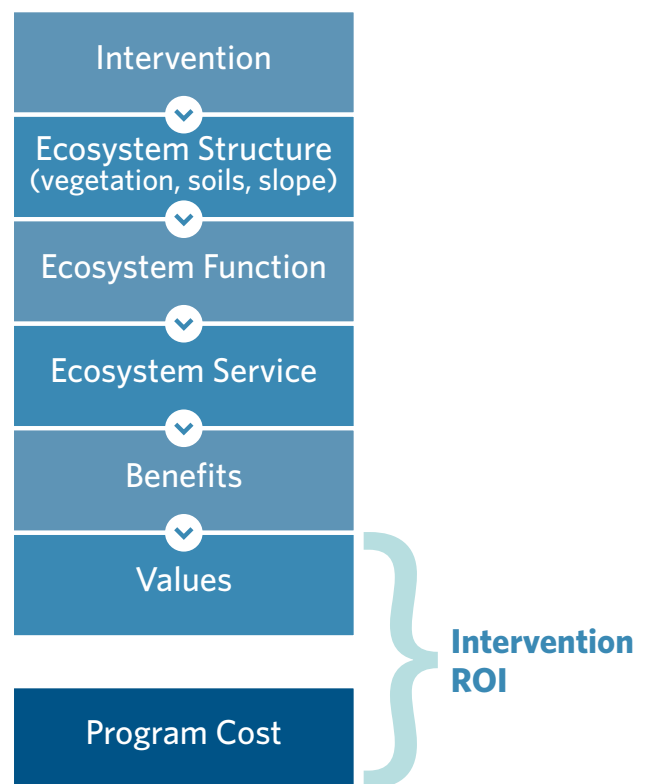 Intervention
Ecosystem Structure
(vegetation, soils, slope)
Ecosystem Function
Ecosystem Service
Benefits
Values
Intervention
ROI
Program Cost